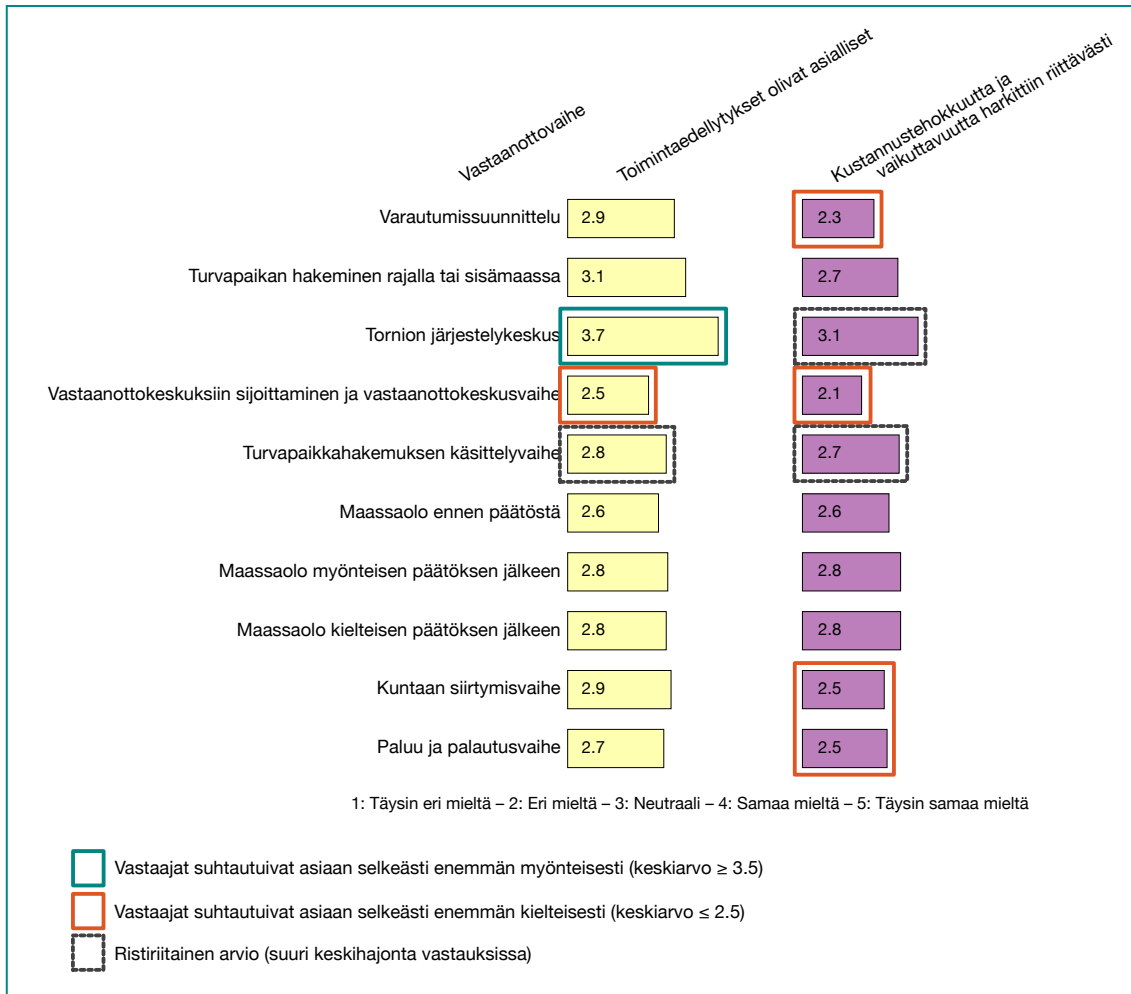 Vastaanottovaihe
Toimintaedellytykset olivat asialliset
Kustannustehokkuutta ja
vaikuttavuutta harkittiin riittävästi
Varautumissuunnittelu 2.9 2.3
Turvapaikan hakeminen rajalla tai sisämaassa 3.1 2.7
Tornion järjestelykeskus 3.7 3.1
Vastaanottokeskuksiin sijoittaminen ja vastaanottokeskusvaihe 2.5 2.1
Turvapaikkahakemuksen käsittelyvaihe 2.8 2.7
Maassaolo ennen päätöstä 2.6 2.6
Maassaolo myönteisen päätöksen jälkeen 2.8 2.8
Maassaolo kielteisen päätöksen jälkeen 2.8 2.8
Kuntaan siirtymisvaihe 2.9 2.5
Paluu ja palautusvaihe 2.7 2.5
1: Täysin eri mieltä – 2: Eri mieltä – 3: Neutraali – 4: Samaa mieltä – 5: Täysin samaa mieltä
Vastaajat suhtautuivat asiaan selkeästi enemmän myönteisesti (keskiarvo ≥ 3.5)
Vastaajat suhtautuivat asiaan selkeästi enemmän kielteisesti (keskiarvo ≤ 2.5)
Ristiriitainen arvio (suuri keskihajonta vastauksissa)